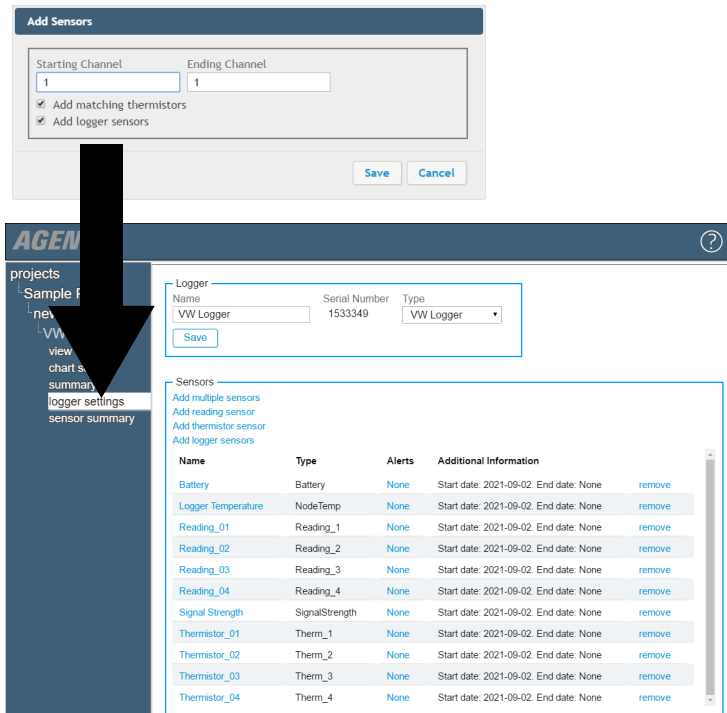 Add Sensors
Starting Channel Ending Channel
1 1
Add matching thermistors
Add logger sensors
Save Cancel
?
projects
Sample
Logger
Name Serial Number Type
VW Logger 1533349 VW Logger
Save
view
chart
summary
logger settings
sensor summary
Sensors
Add multiple sensors
Add reading sensor
Add thermistor sensor
Add logger sensors
Name Type Alerts Additional Information
Battery Battery None Start date: 2021-09-02. End date: None remove
Logger Temperature NodeTemp None Start date: 2021-09-02. End date: None remove
Reading_01 Reading_1 None Start date: 2021-09-02. End date: None remove
Reading_02 Reading_2 None Start date: 2021-09-02. End date: None remove
Reading_03 Reading_3 None Start date: 2021-09-02. End date: None remove
Reading_04 Reading_4 None Start date: 2021-09-02. End date: None remove
Signal Strength SignalStrength None Start date: 2021-09-02. End date: None remove
Thermistor_01 Therm_1 None Start date: 2021-09-02. End date: None remove
Thermistor_02 Therm_2 None Start date: 2021-09-02. End date: None remove
Thermistor_03 Therm_3 None Start date: 2021-09-02. End date: None remove
Thermistor_04 Therm_4 None Start date: 2021-09-02. End date: None remove